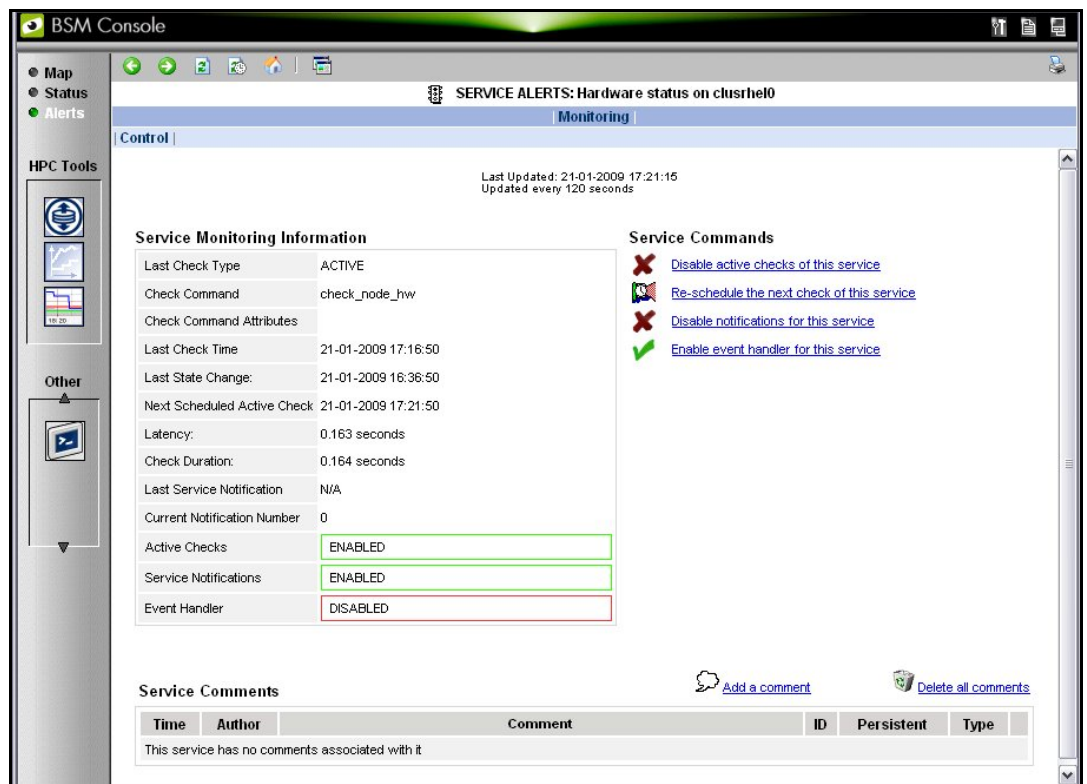 BSM Console
Map
Status
Alerts
HPC Tools
18:20
Other
SERVICE ALERTS: Hardware status on clusrhel0
| Monitoring |
| Control |
Last Updated: 21-01-2009 17:21:15
Updated every 120 seconds
Service Monitoring Information
Last Check Type ACTIVE
Check Command check_node_hw
Check Command Attributes
Last Check Time 21-01-2009 17:16:50
Last State Change: 21-01-2009 16:36:50
Next Scheduled Active Check 21-01-2009 17:21:50
Latency: 0.163 seconds
Check Duration: 0.164 seconds
Last Service Notification N/A
Current Notification Number 0
Active Checks ENABLED
Service Notifications ENABLED
Event Handler DISABLED
Service Commands
Disable active checks of this service
Re-schedule the next check of this service
Disable notifications for this service
Enable event handler for this service
Service Comments
Add a comment
Delete all comments
Time Author Comment ID Persistent Type
This service has no comments associated with it